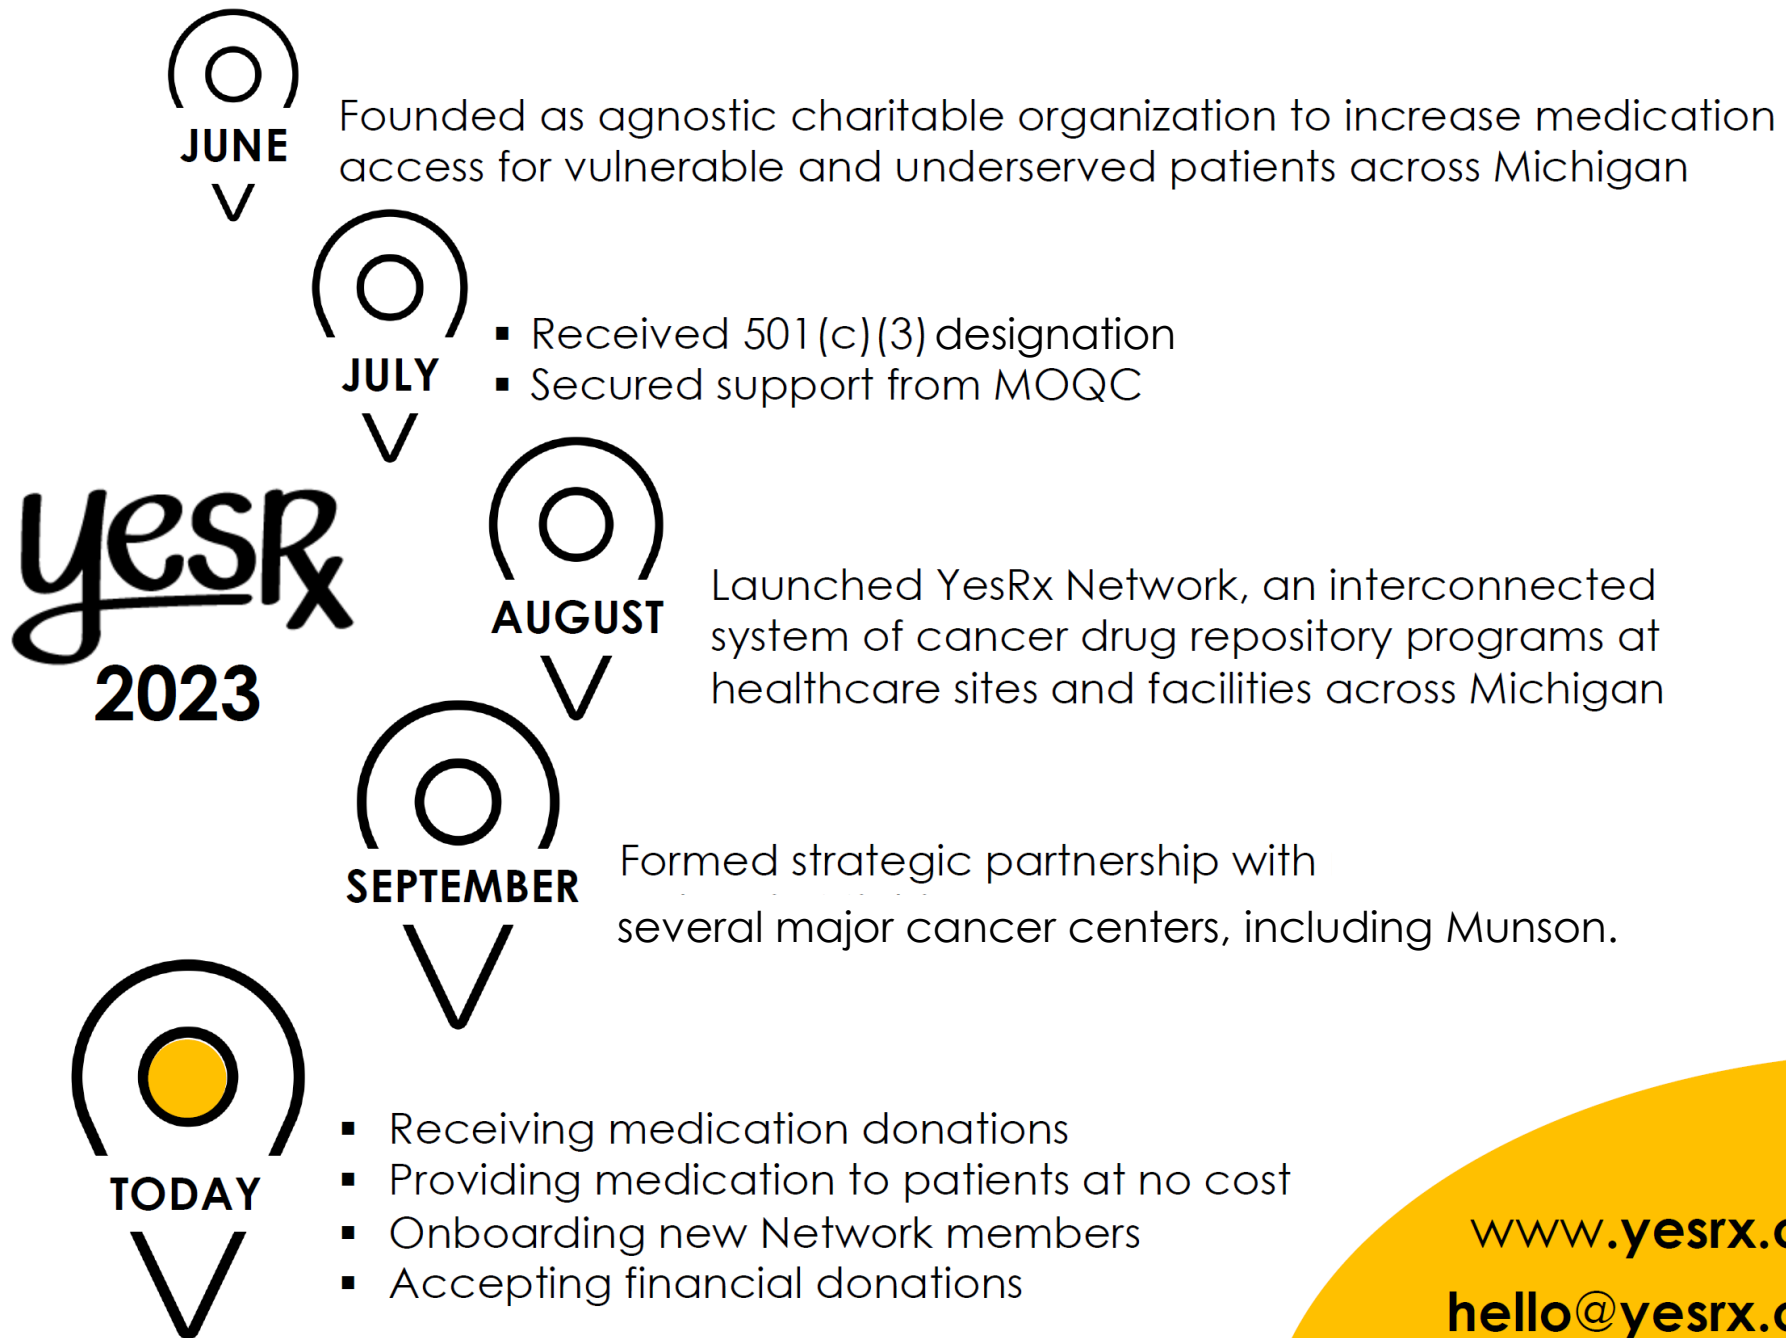 JUNE
Founded as agnostic charitable organization to increase medication
access for vulnerable and underserved patients across Michigan
JULY
▪ Received 501(c)(3) designation
▪ Secured support from MOQC
yesRx
2023
AUGUST
Launched YesRx Network, an interconnected
system of cancer drug repository programs at
healthcare sites and facilities across Michigan
SEPTEMBER
Formed strategic partnership with
several major cancer centers, including Munson.
TODAY
▪ Receiving medication donations
▪ Providing medication to patients at no cost
▪ Onboarding new Network members
▪ Accepting financial donations
www.yesrx.
hello@yesrx.